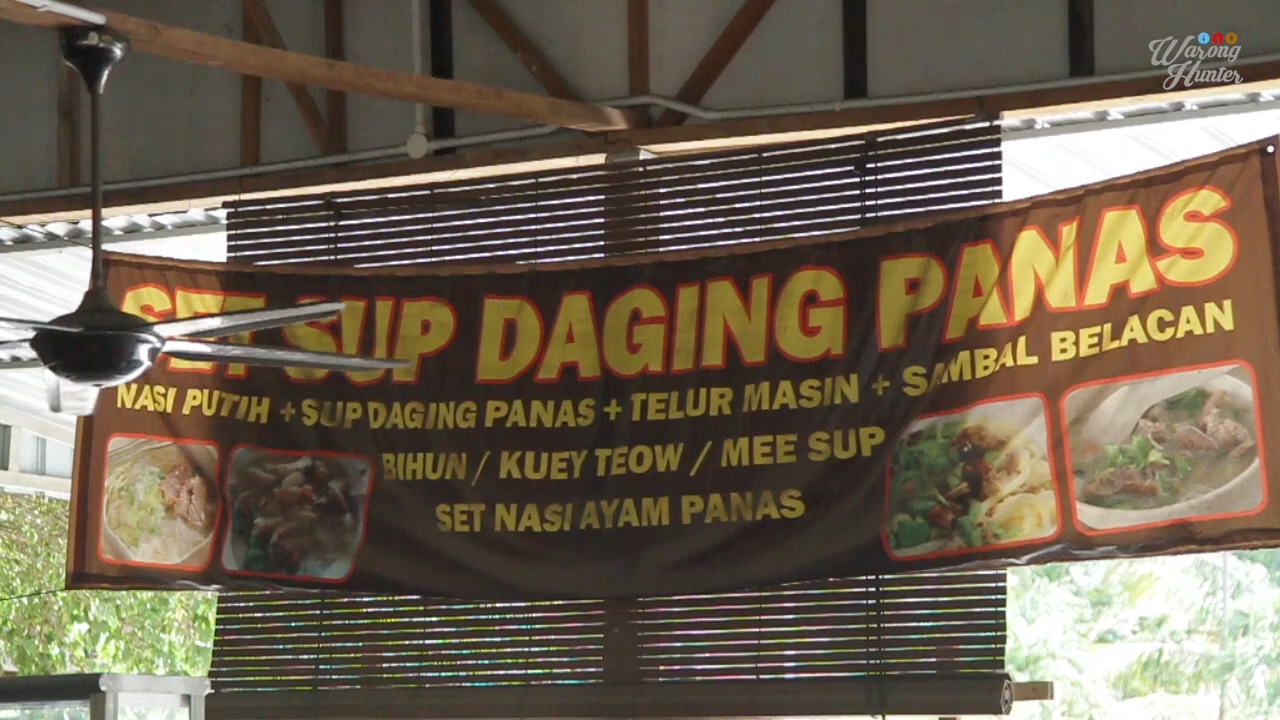 Warong
Hunter
SET SUP DAGING PANAS
NASI PUTIH + SUP DAGING PANAS + TELUR MASIN + SAMBAL BELACAN
BIHUN / KUEY TEOW / MEE SUP
SET NASI AYAM PANAS